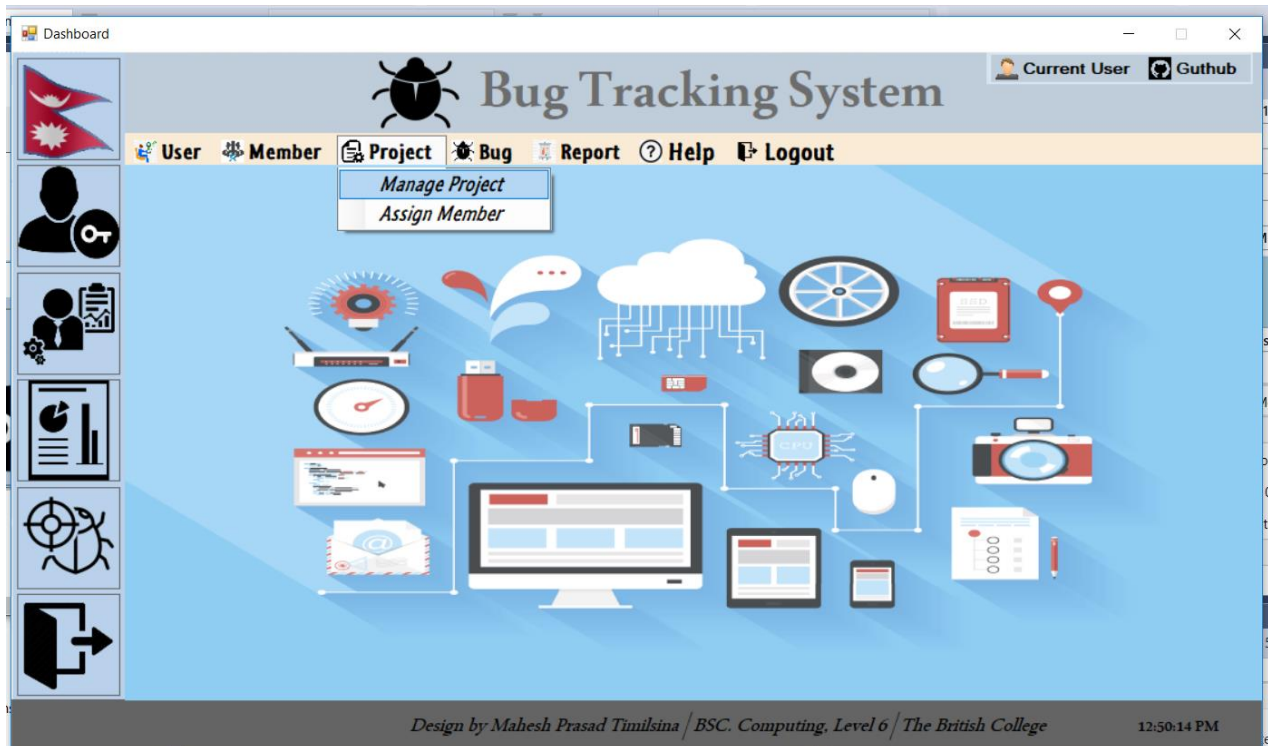 Dashboard
Bug Tracking System
Current User Guthub
User Member Project Bug Report Help Logout
Manage Project
Assign Member
SSD
CPU
@
Design by Mahesh Prasad Timilsina / BSC. Computing, Level 6 / The British College
12:50:14 PM